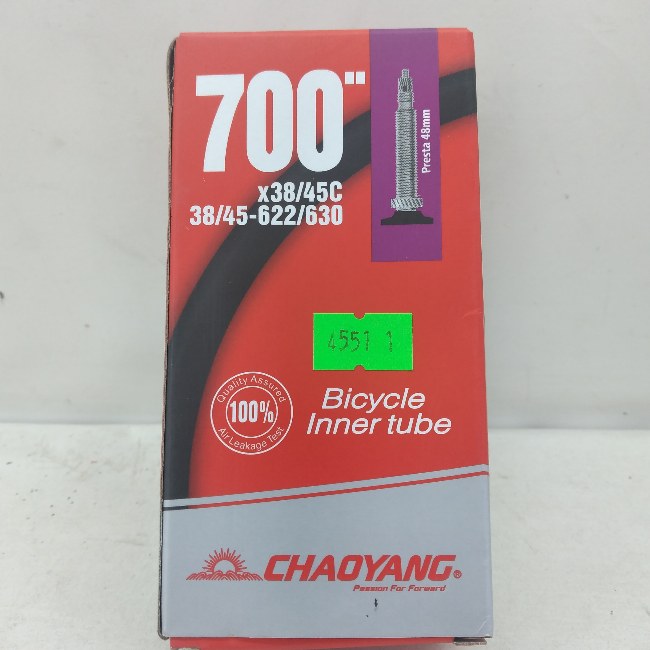 700"
x38/45C
38/45-622/630
Presta 48mm
4551 1
Quality Assured
100%
Air Leakage Test
Bicycle
Inner tube
CHAOYANG®
Passion For Forward